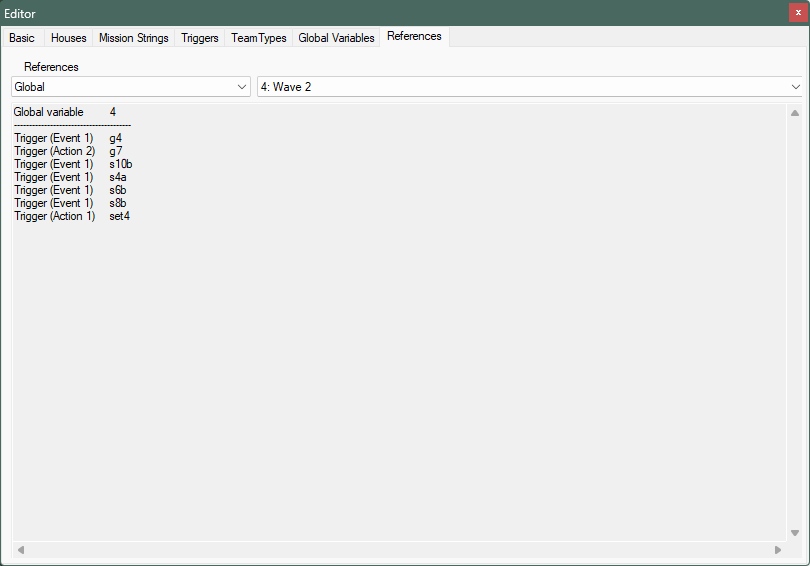 Editor
x
Basic Houses Mission Strings Triggers TeamTypes Global Variables References
References
Global 4: Wave 2
Global variable 4
----------------------------------------
Trigger (Event 1) g4
Trigger (Action 2) g7
Trigger (Event 1) s10b
Trigger (Event 1) s4a
Trigger (Event 1) s6b
Trigger (Event 1) s8b
Trigger (Action 1) set4